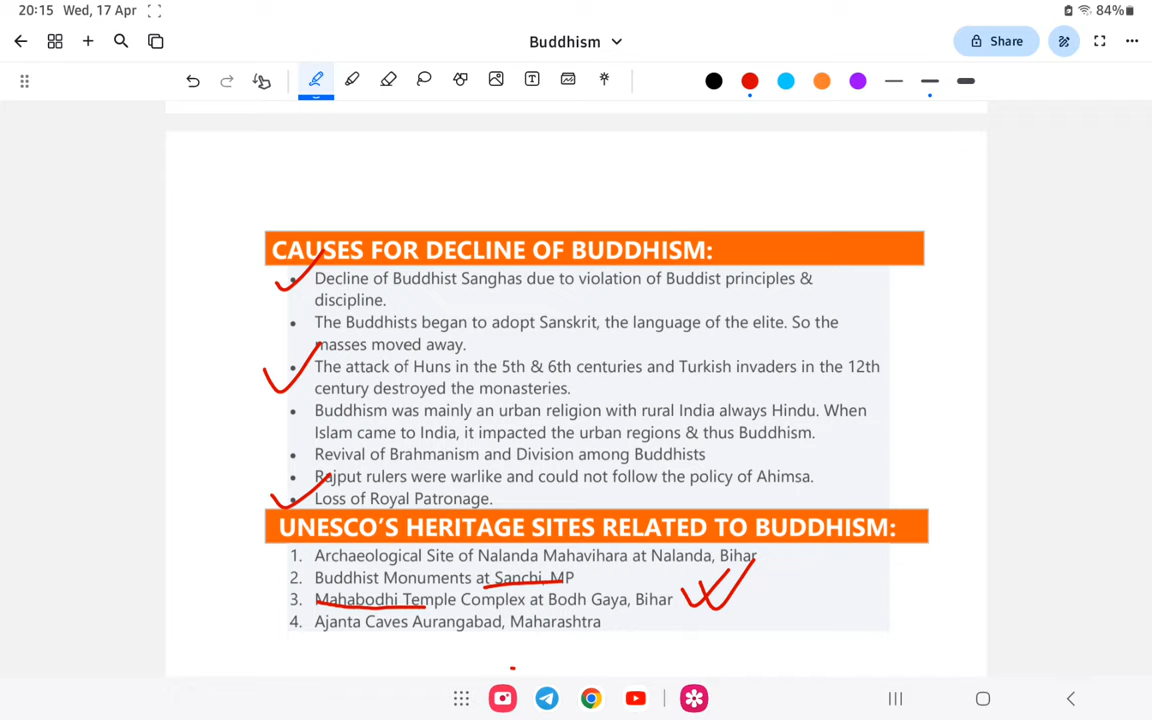 20:15 Wed, 17 Apr
84%
Buddhism
Share
CAUSES FOR DECLINE OF BUDDHISM:
• Decline of Buddhist Sanghas due to violation of Buddist principles &
discipline.
• The Buddhists began to adopt Sanskrit, the language of the elite. So the
masses moved away.
• The attack of Huns in the 5th & 6th centuries and Turkish invaders in the 12th
century destroyed the monasteries.
• Buddhism was mainly an urban religion with rural India always Hindu. When
Islam came to India, it impacted the urban regions & thus Buddhism.
• Revival of Brahmanism and Division among Buddhists
• Rajput rulers were warlike and could not follow the policy of Ahimsa.
• Loss of Royal Patronage.
UNESCO'S HERITAGE SITES RELATED TO BUDDHISM:
1. Archaeological Site of Nalanda Mahavihara at Nalanda, Bihar
2. Buddhist Monuments at Sanchi, MP
3. Mahabodhi Temple Complex at Bodh Gaya, Bihar
4. Ajanta Caves Aurangabad, Maharashtra